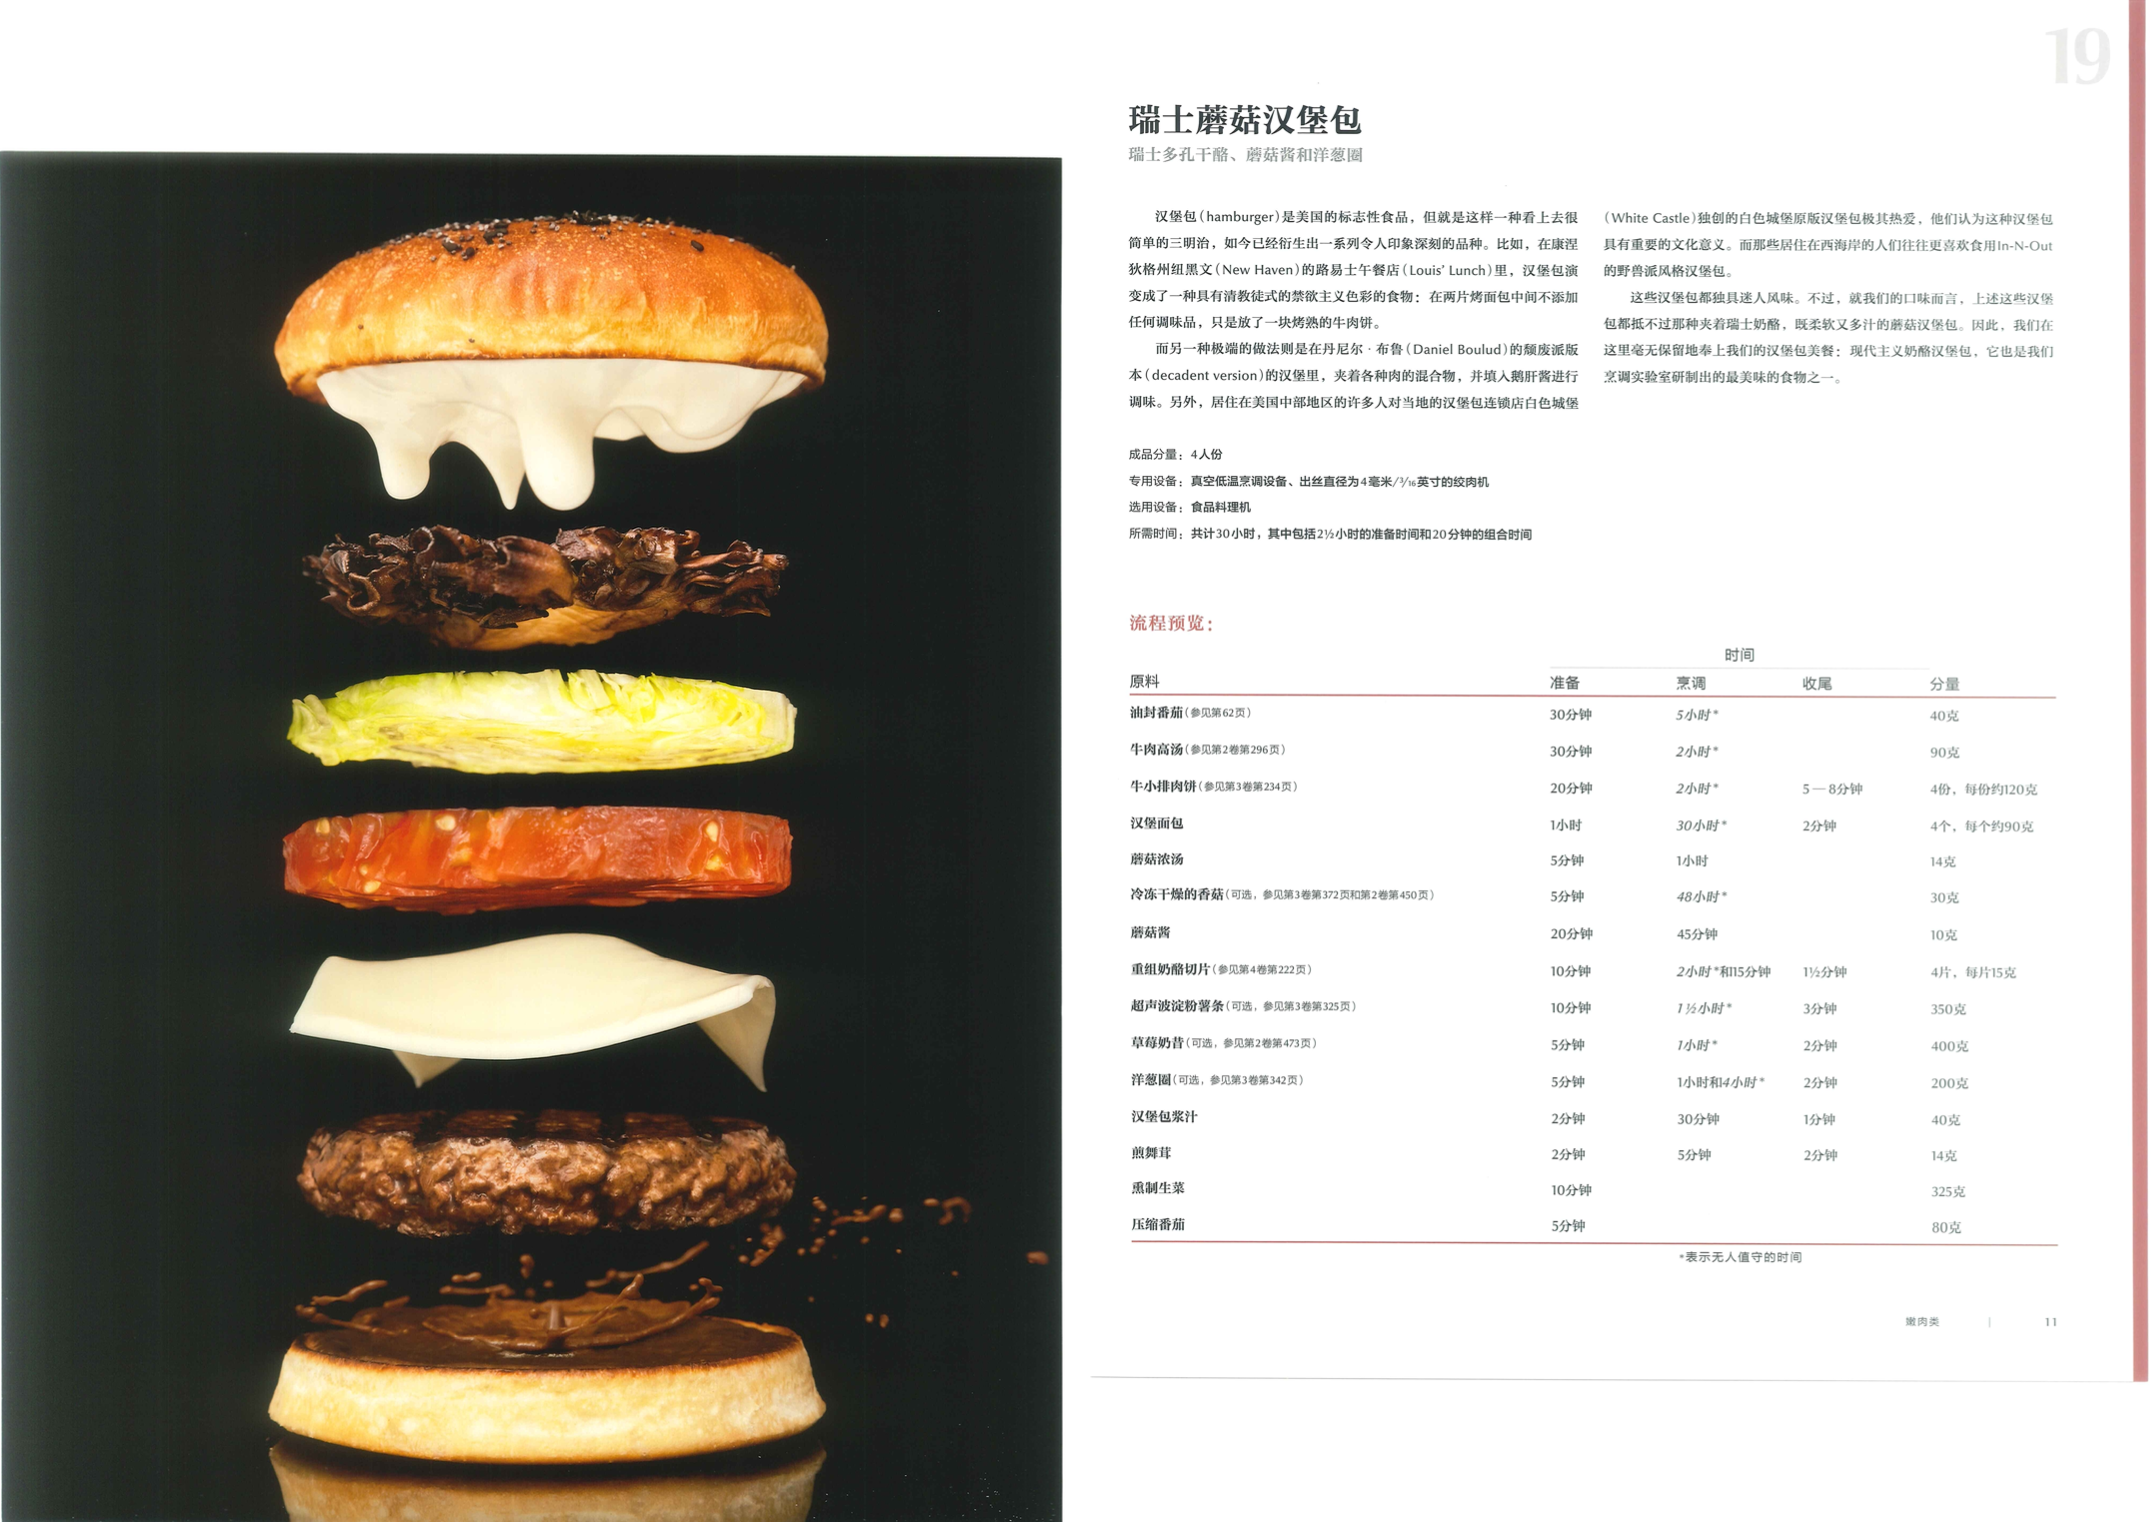 19
瑞士蘑菇汉堡包
瑞士多孔干酪、蘑菇酱和洋葱圈
汉堡包（hamburger）是美国的标志性食品，但就是这样一种看上去很
简单的三明治，如今已经衍生出一系列令人印象深刻的品种。比如，在康涅
狄格州纽黑文（New Haven）的路易士午餐店（Louis' Lunch）里，汉堡包演
变成了一种具有清教徒式的禁欲主义色彩的食物：在两片烤面包中间不添加
任何调味品，只是放了一块烤熟的牛肉饼。
而另一种极端的做法则是在丹尼尔·布鲁（Daniel Boulud）的颓废派版
本（decadent version）的汉堡里，夹着各种肉的混合物，并填入鹅肝酱进行
调味。另外，居住在美国中部地区的许多人对当地的汉堡包连锁店白色城堡
（White Castle）独创的白色城堡原版汉堡包极其热爱，他们认为这种汉堡包
具有重要的文化意义。而那些居住在西海岸的人们往往更喜欢食用In-N-Out
的野兽派风格汉堡包。
这些汉堡包都独具迷人风味。不过，就我们的口味而言，上述这些汉堡
包都抵不过那种夹着瑞士奶酪，既柔软又多汁的蘑菇汉堡包。因此，我们在
这里毫无保留地奉上我们的汉堡包美餐：现代主义奶酪汉堡包，它也是我们
烹调实验室研制出的最美味的食物之一。
成品分量：4人份
专用设备：真空低温烹调设备、出丝直径为4毫米/3/16英寸的绞肉机
选用设备：食品料理机
所需时间：共计30小时，其中包括2½小时的准备时间和20分钟的组合时间
流程预览：
时间
原料 准备 烹调 收尾 分量
油封番茄（参见第62页） 30分钟 5小时* 40克
牛肉高汤（参见第2卷第296页） 30分钟 2小时* 90克
牛小排肉饼（参见第3卷第234页） 20分钟 2小时* 5—8分钟 4份，每份约120克
汉堡面包 1小时 30小时* 2分钟 4个，每个约90克
蘑菇浓汤 5分钟 1小时 14克
冷冻干燥的香菇（可选，参见第3卷第372页和第2卷第450页） 5分钟 48小时* 30克
蘑菇酱 20分钟 45分钟 10克
重组奶酪切片（参见第4卷第222页） 10分钟 2小时*和15分钟 1½分钟 4片，每片15克
超声波淀粉薯条（可选，参见第3卷第325页） 10分钟 1½小时* 3分钟 350克
草莓奶昔（可选，参见第2卷第473页） 5分钟 1小时* 2分钟 400克
洋葱圈（可选，参见第3卷第342页） 5分钟 1小时和4小时* 2分钟 200克
汉堡包浆汁 2分钟 30分钟 1分钟 40克
煎舞茸 2分钟 5分钟 2分钟 14克
熏制生菜 10分钟 325克
压缩番茄 5分钟 80克
*表示无人值守的时间
嫩肉类 | 11